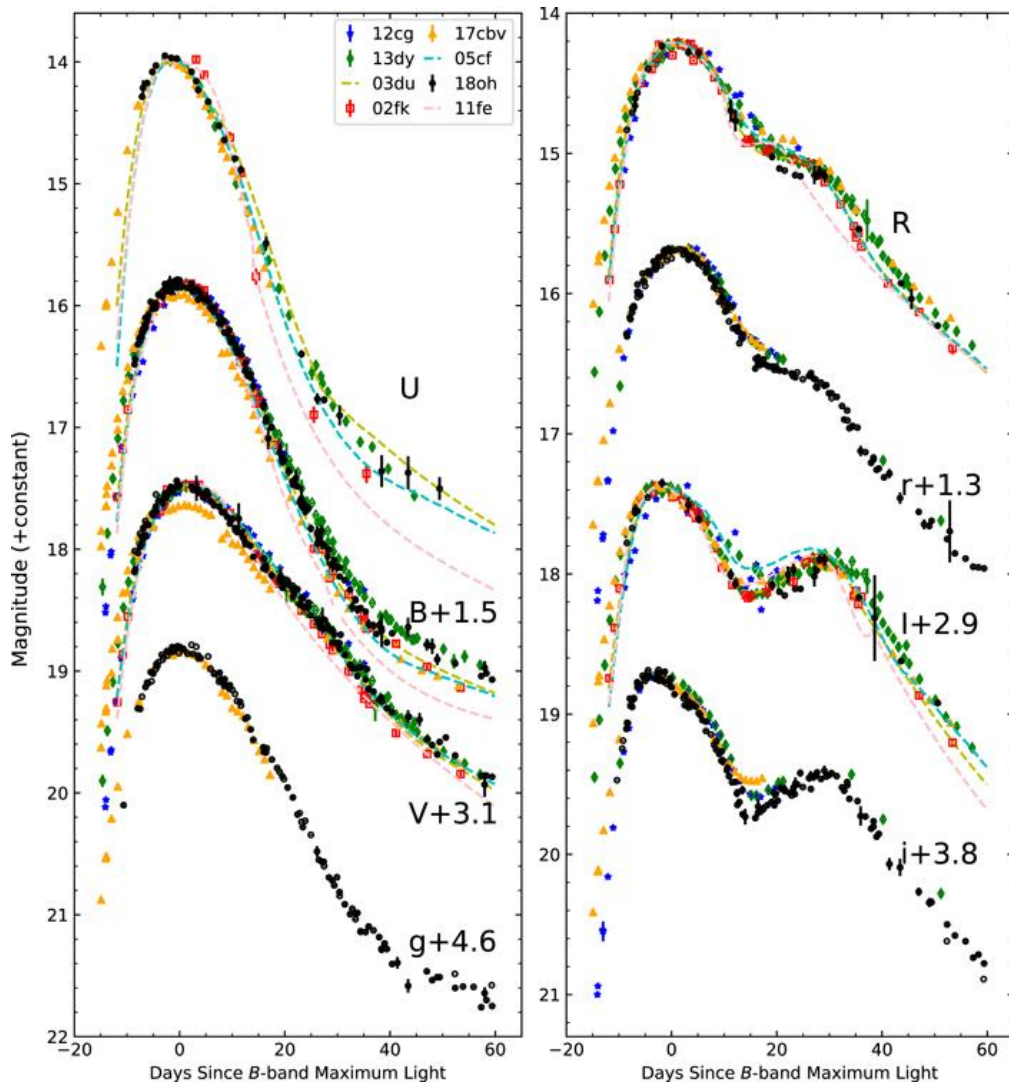 12cg
13dy
03du
02fk
17cbv
05cf
18oh
11fe
14
15
16
17
18
19
20
21
22
Magnitude (+constant)
U
B+1.5
V+3.1
g+4.6
−20
0
20
40
60
Days Since B-band Maximum Light
14
15
16
17
18
19
20
21
R
r+1.3
I+2.9
i+3.8
−20
0
20
40
60
Days Since B-band Maximum Light